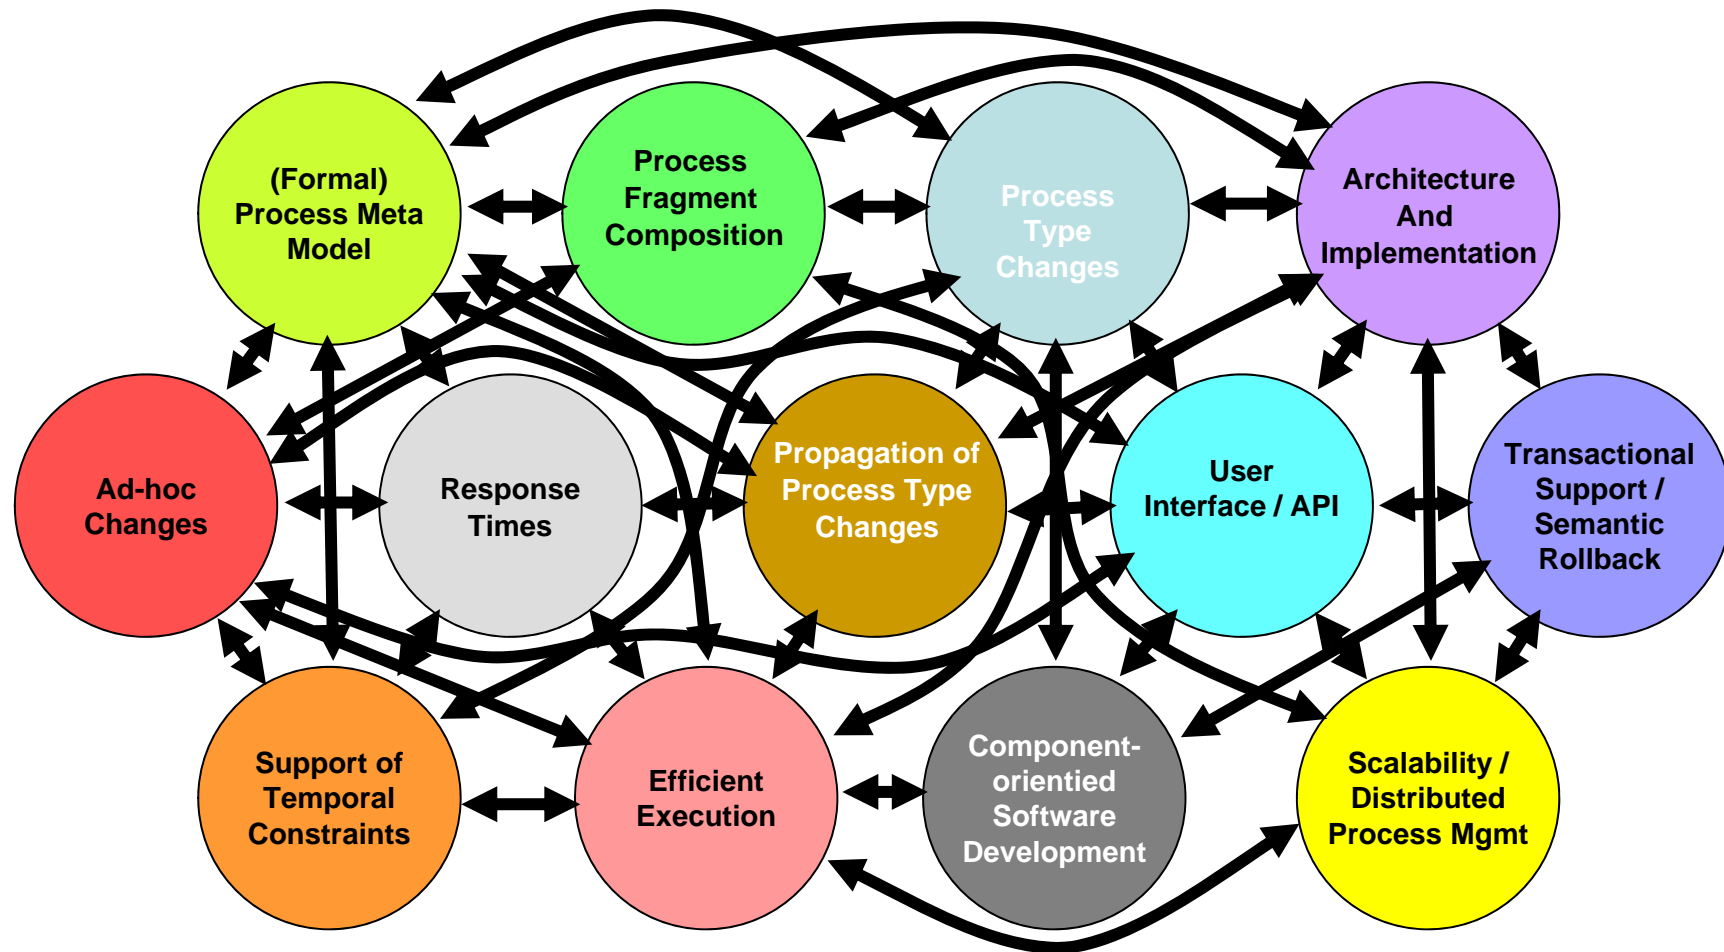 (Formal)
Process Meta
Model
Process
Fragment
Composition
Process
Type
Changes
Architecture
And
Implementation
Ad-hoc
Changes
Response
Times
Propagation of
Process Type
Changes
User
Interface / API
Transactional
Support /
Semantic
Rollback
Support of
Temporal
Constraints
Efficient
Execution
Component-
orientied
Software
Development
Scalability /
Distributed
Process Mgmt